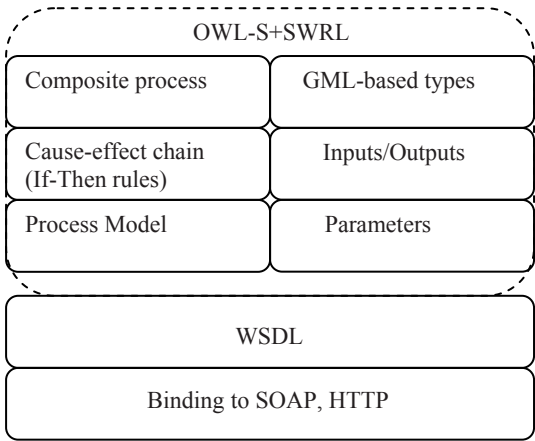 OWL-S+SWRL
Composite process
GML-based types
Cause-effect chain
(If-Then rules)
Inputs/Outputs
Process Model
Parameters
WSDL
Binding to SOAP, HTTP